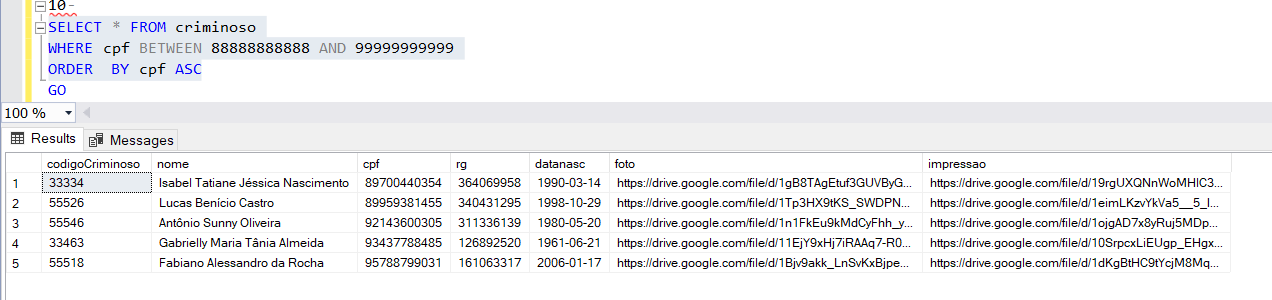 10-
SELECT * FROM criminoso
WHERE cpf BETWEEN 88888888888 AND 99999999999
ORDER  BY cpf ASC
GO
100 %
Results Messages
codigoCriminoso nome cpf rg datanasc foto impressao
1 33334 Isabel Tatiane Jéssica Nascimento 89700440354 364069958 1990-03-14 https://drive.google.com/file/d/1gB8TAgEtuf3GUVByG... https://drive.google.com/file/d/19rgUXQNnWoMHIC3...
2 55526 Lucas Benício Castro 89959381455 340431295 1998-10-29 https://drive.google.com/file/d/1Tp3HX9tKS_SWDPN... https://drive.google.com/file/d/1eimLKzvYkVa5__5_I...
3 55546 Antônio Sunny Oliveira 92143600305 311336139 1980-05-20 https://drive.google.com/file/d/1n1FkEu9kMdCyFhh_y... https://drive.google.com/file/d/1ojgAD7x8yRuj5MDp...
4 33463 Gabrielly Maria Tânia Almeida 93437788485 126892520 1961-06-21 https://drive.google.com/file/d/11EjY9xHj7iRAAq7-R0... https://drive.google.com/file/d/10SrpcxLiEUgp_EHgx...
5 55518 Fabiano Alessandro da Rocha 95788799031 161063317 2006-01-17 https://drive.google.com/file/d/1Bjv9akk_LnSvKxBjpe... https://drive.google.com/file/d/1dKgBtHC9tYcjM8Mq...